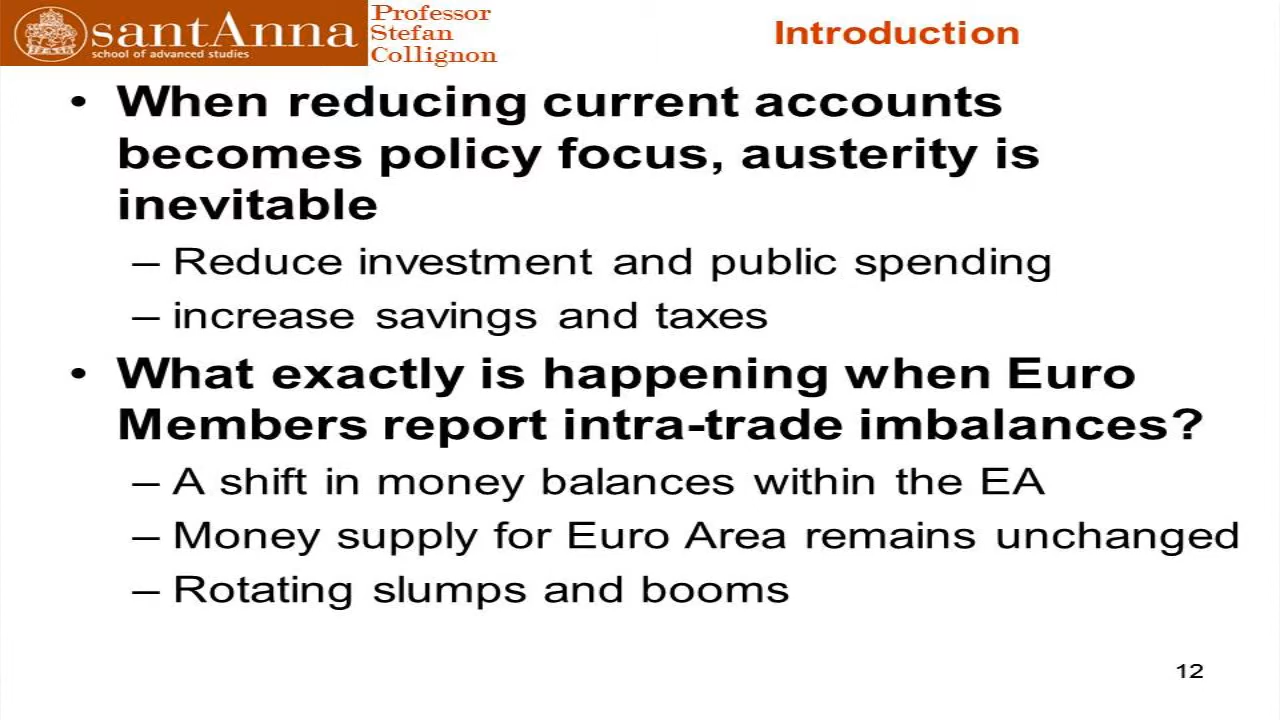 santAnna
school of advanced studies
Professor
Stefan
Collignon
Introduction
• When reducing current accounts
becomes policy focus, austerity is
inevitable
– Reduce investment and public spending
– increase savings and taxes
• What exactly is happening when Euro
Members report intra-trade imbalances?
– A shift in money balances within the EA
– Money supply for Euro Area remains unchanged
– Rotating slumps and booms
12